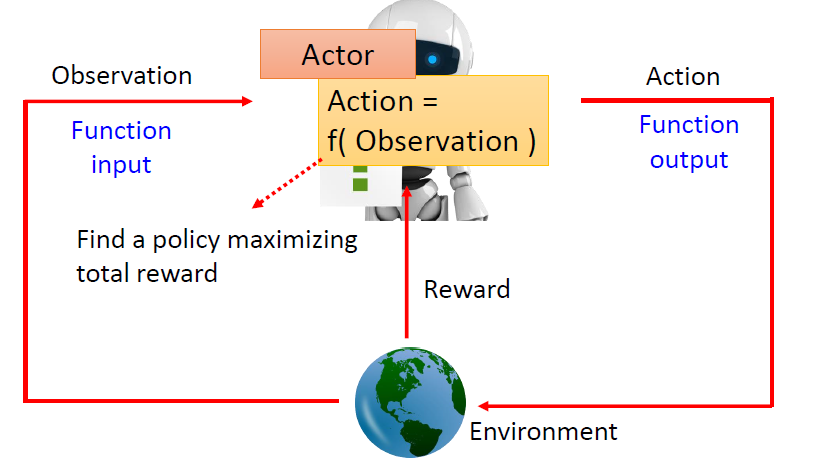 Actor
Observation
Action
Action =
f( Observation )
Function
input
Function
output
Find a policy maximizing
total reward
Reward
Environment